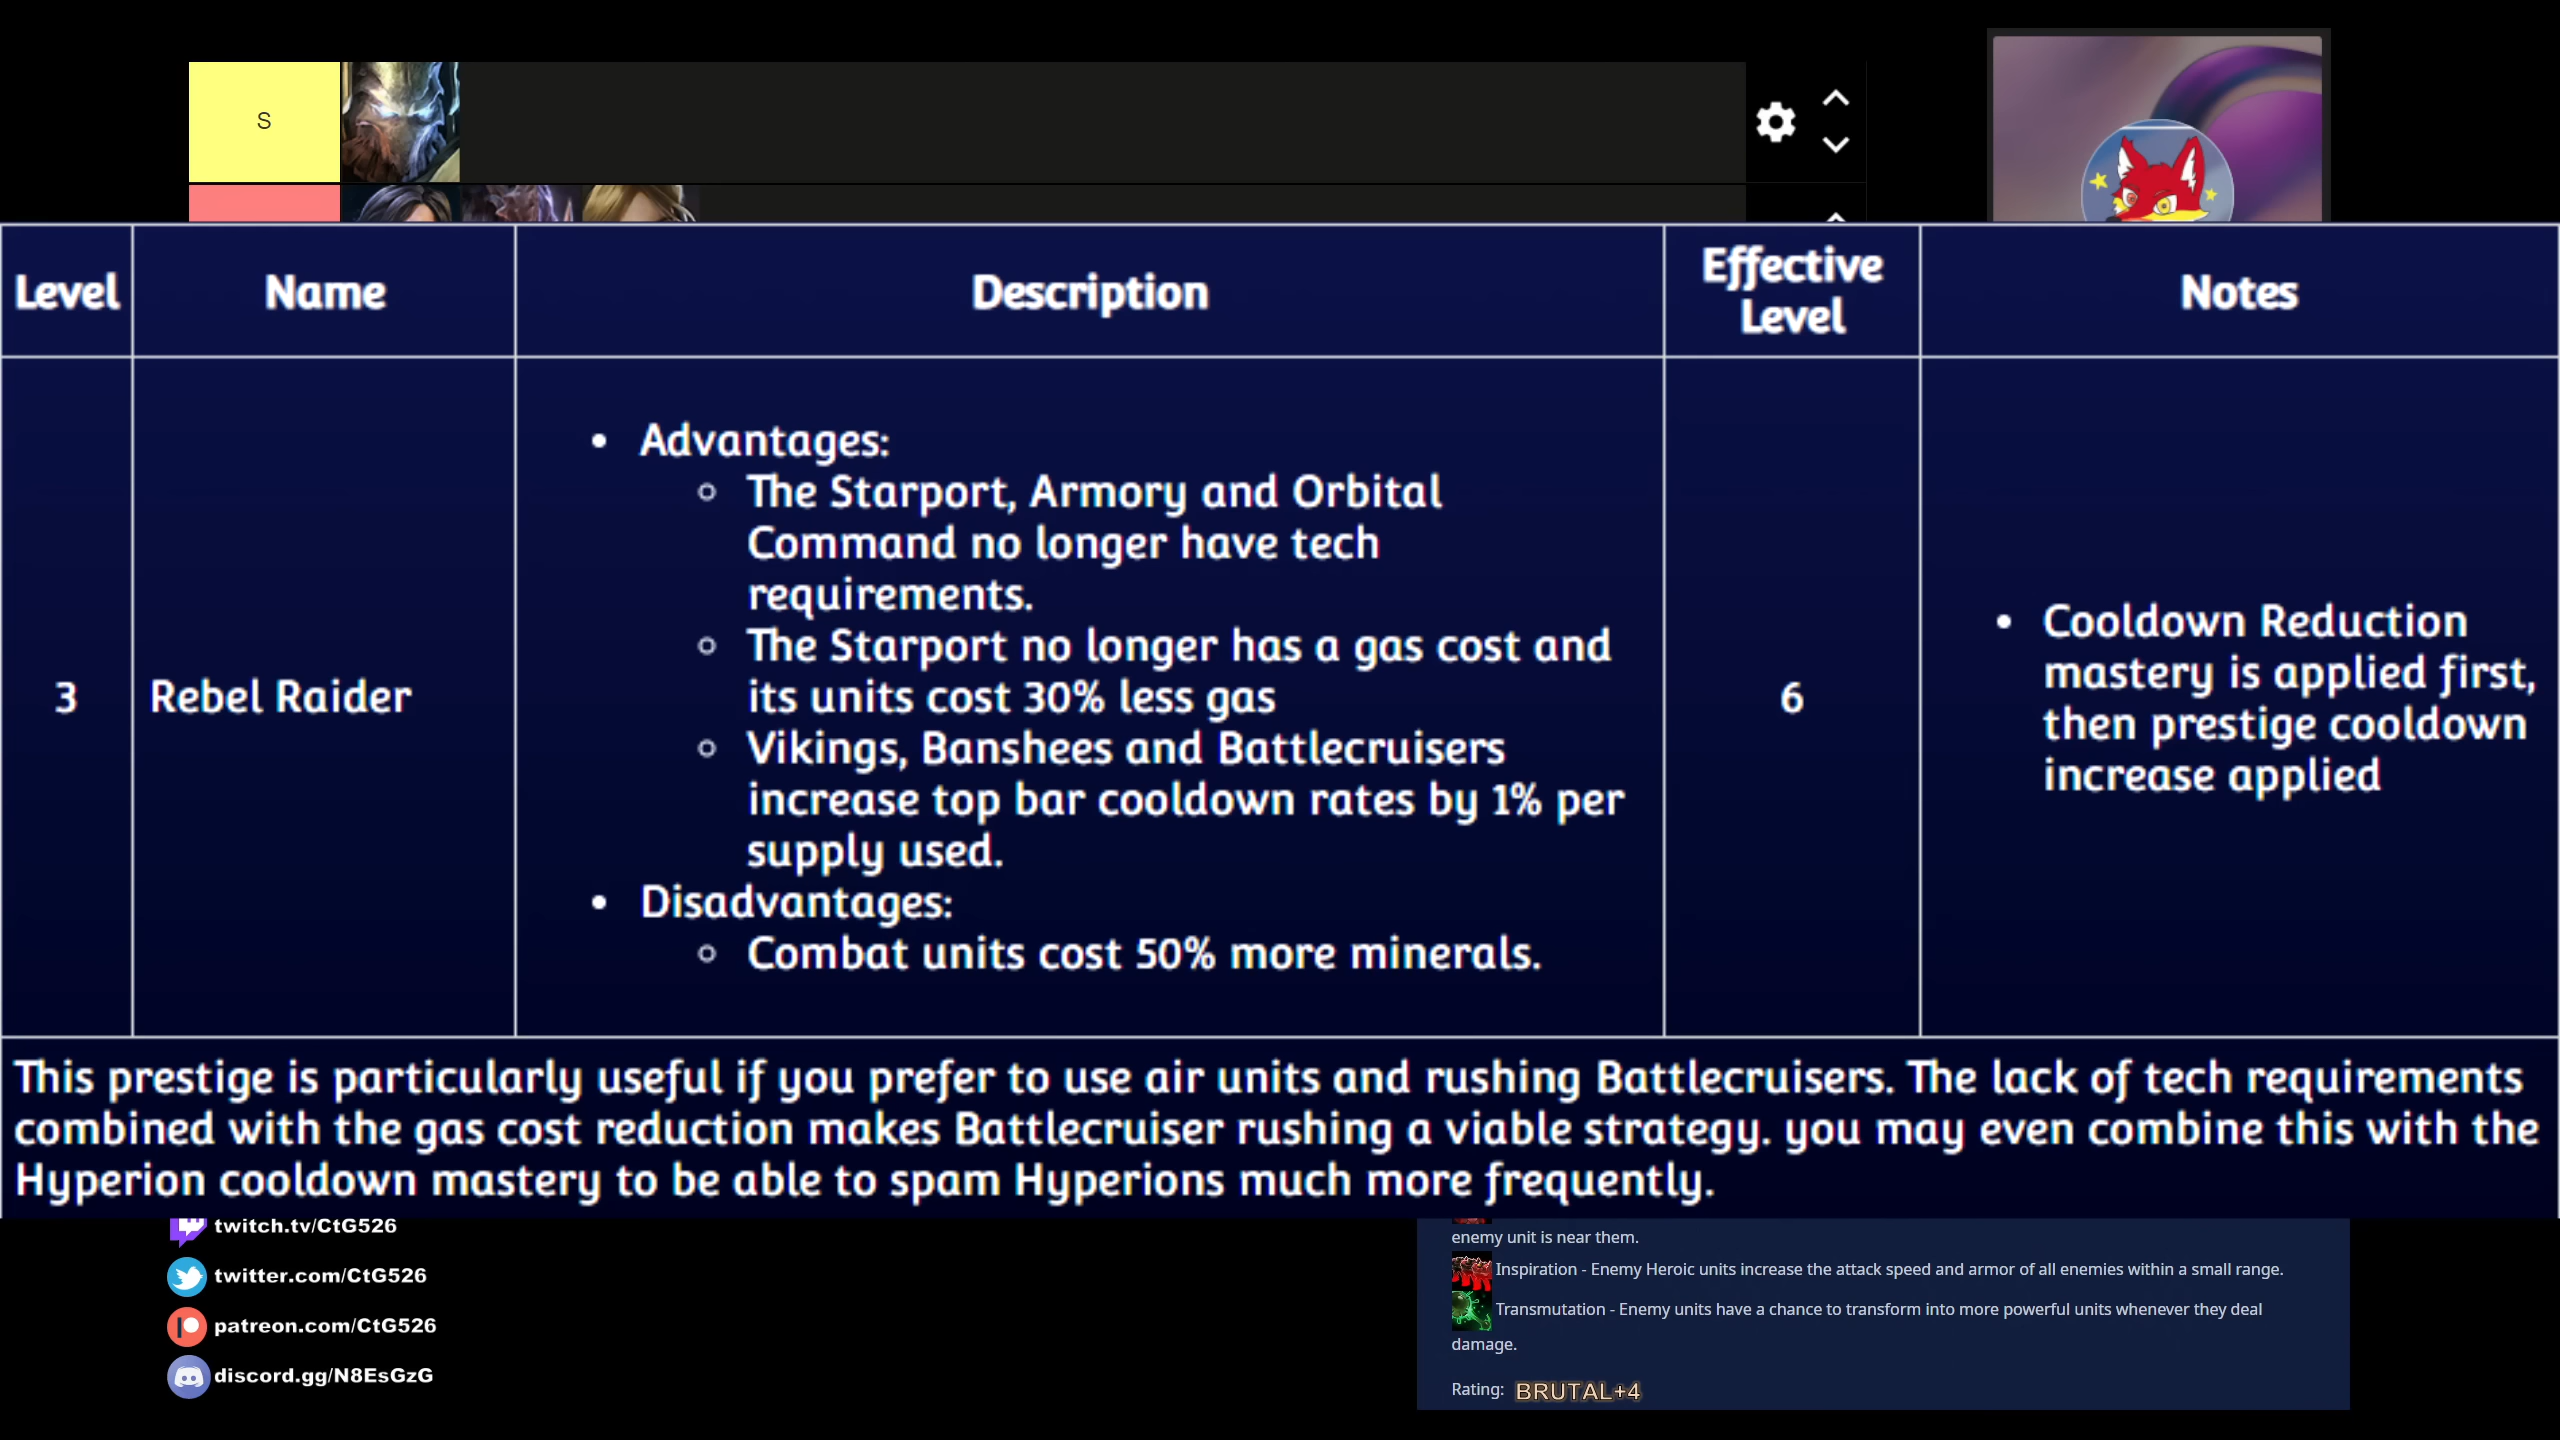 S
Level
Name
Description
Effective
Level
Notes
3
Rebel Raider
• Advantages:
○ The Starport, Armory and Orbital
Command no longer have tech
requirements.
○ The Starport no longer has a gas cost and
its units cost 30% less gas
○ Vikings, Banshees and Battlecruisers
increase top bar cooldown rates by 1% per
supply used.
• Disadvantages:
○ Combat units cost 50% more minerals.
6
• Cooldown Reduction
mastery is applied first,
then prestige cooldown
increase applied
This prestige is particularly useful if you prefer to use air units and rushing Battlecruisers. The lack of tech requirements
combined with the gas cost reduction makes Battlecruiser rushing a viable strategy. you may even combine this with the
Hyperion cooldown mastery to be able to spam Hyperions much more frequently.
twitch.tv/CtG526
twitter.com/CtG526
patreon.com/CtG526
discord.gg/N8EsGzG
enemy unit is near them.
Inspiration - Enemy Heroic units increase the attack speed and armor of all enemies within a small range.
Transmutation - Enemy units have a chance to transform into more powerful units whenever they deal
damage.
Rating: BRUTAL+4